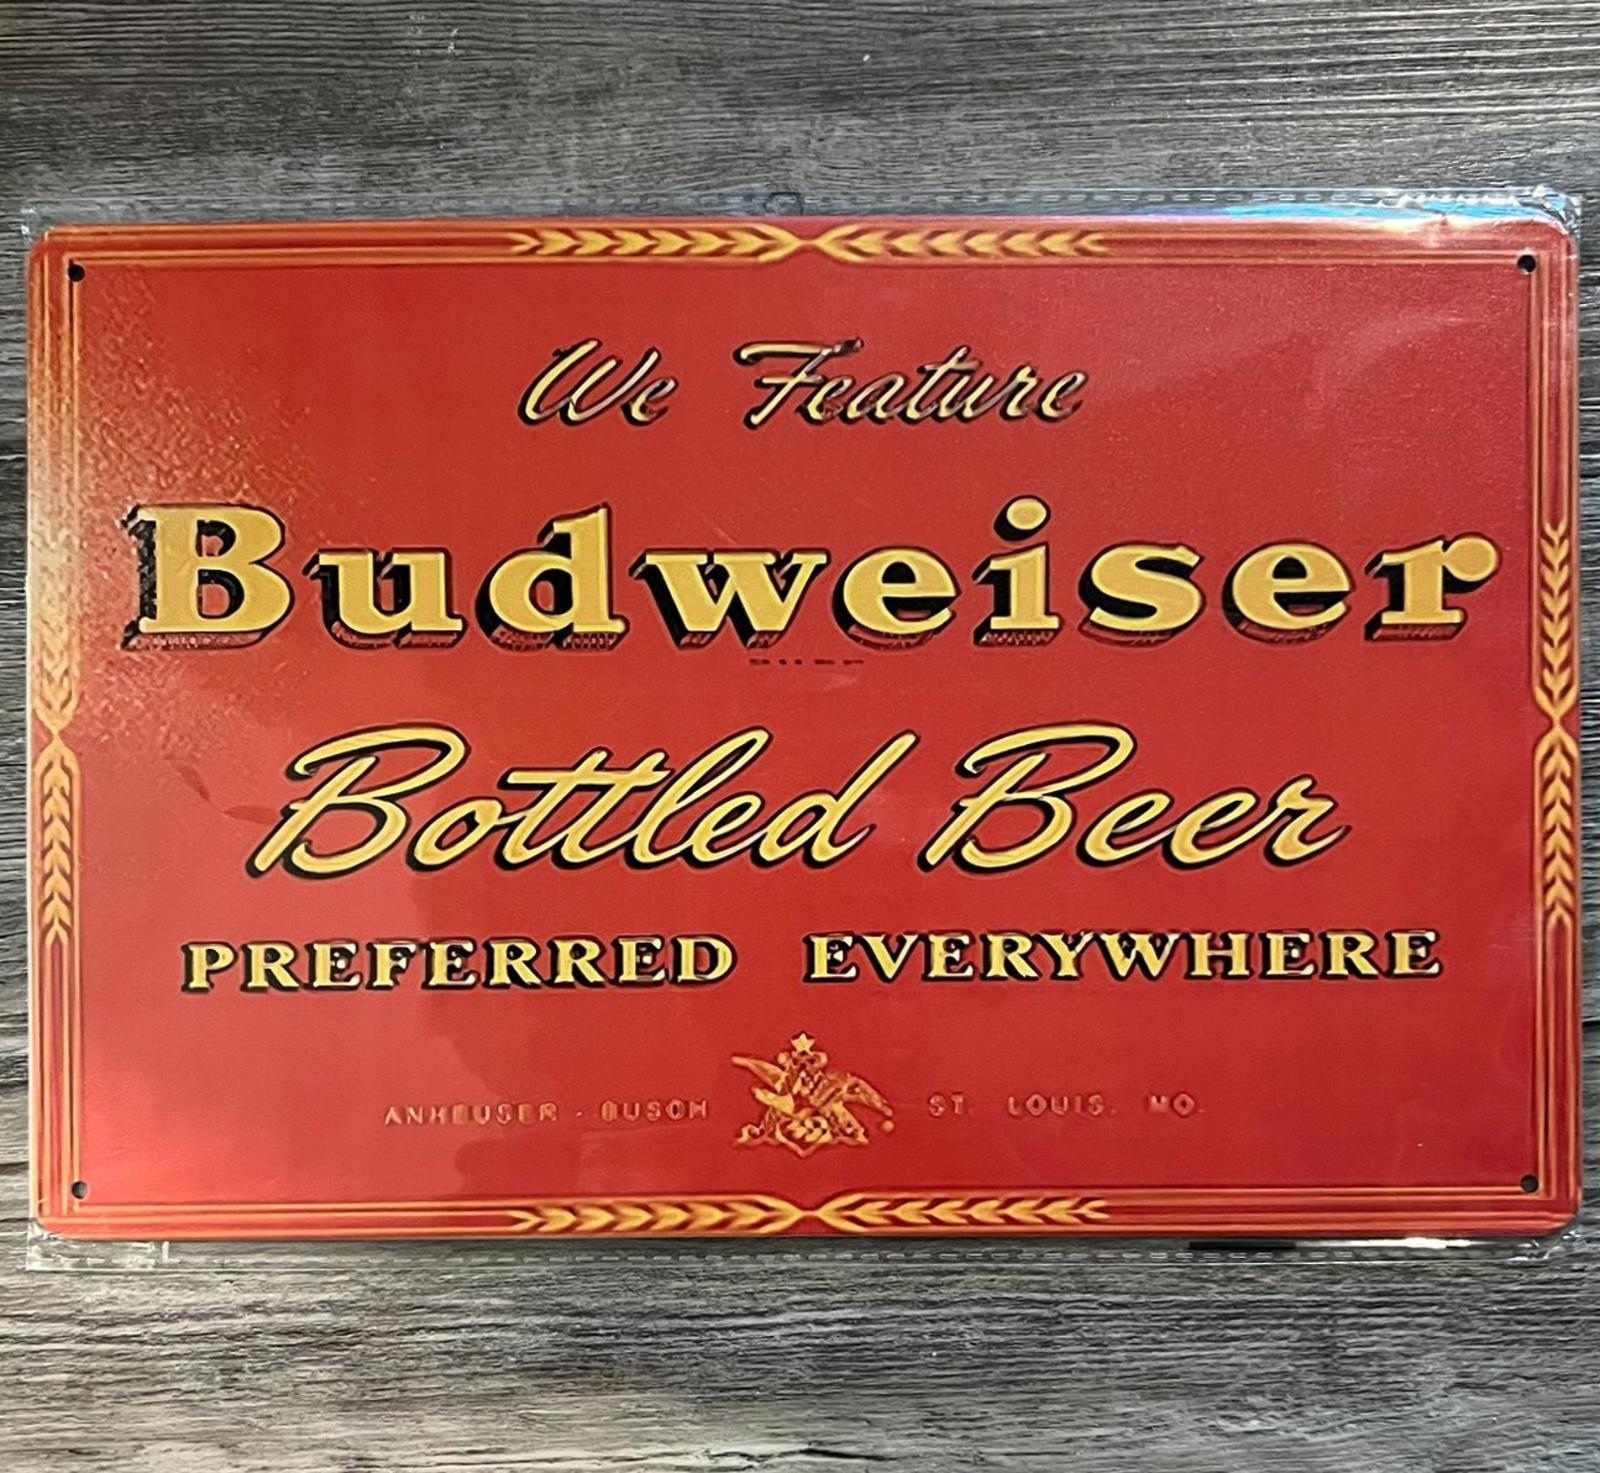 We Feature
Budweiser
Bottled Beer
PREFERRED EVERYWHERE
ANHEUSER - BUSCH ST. LOUIS. MO.